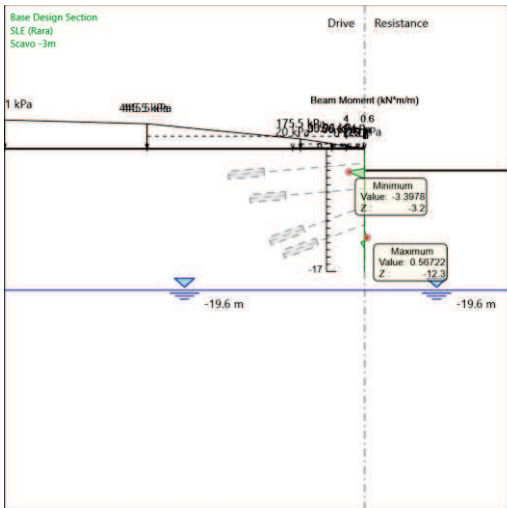 Base Design Section
SLE (Rara)
Scavo -3m
Drive
Resistance
Beam Moment (kN*m/m)
1 kPa
4 0.6
175.5 kPa
20 kPa
Minimum
Value: -3.3978
Z : -3.2
Maximum
Value: 0.56722
Z : -12.3
-17
-19.6 m
-19.6 m